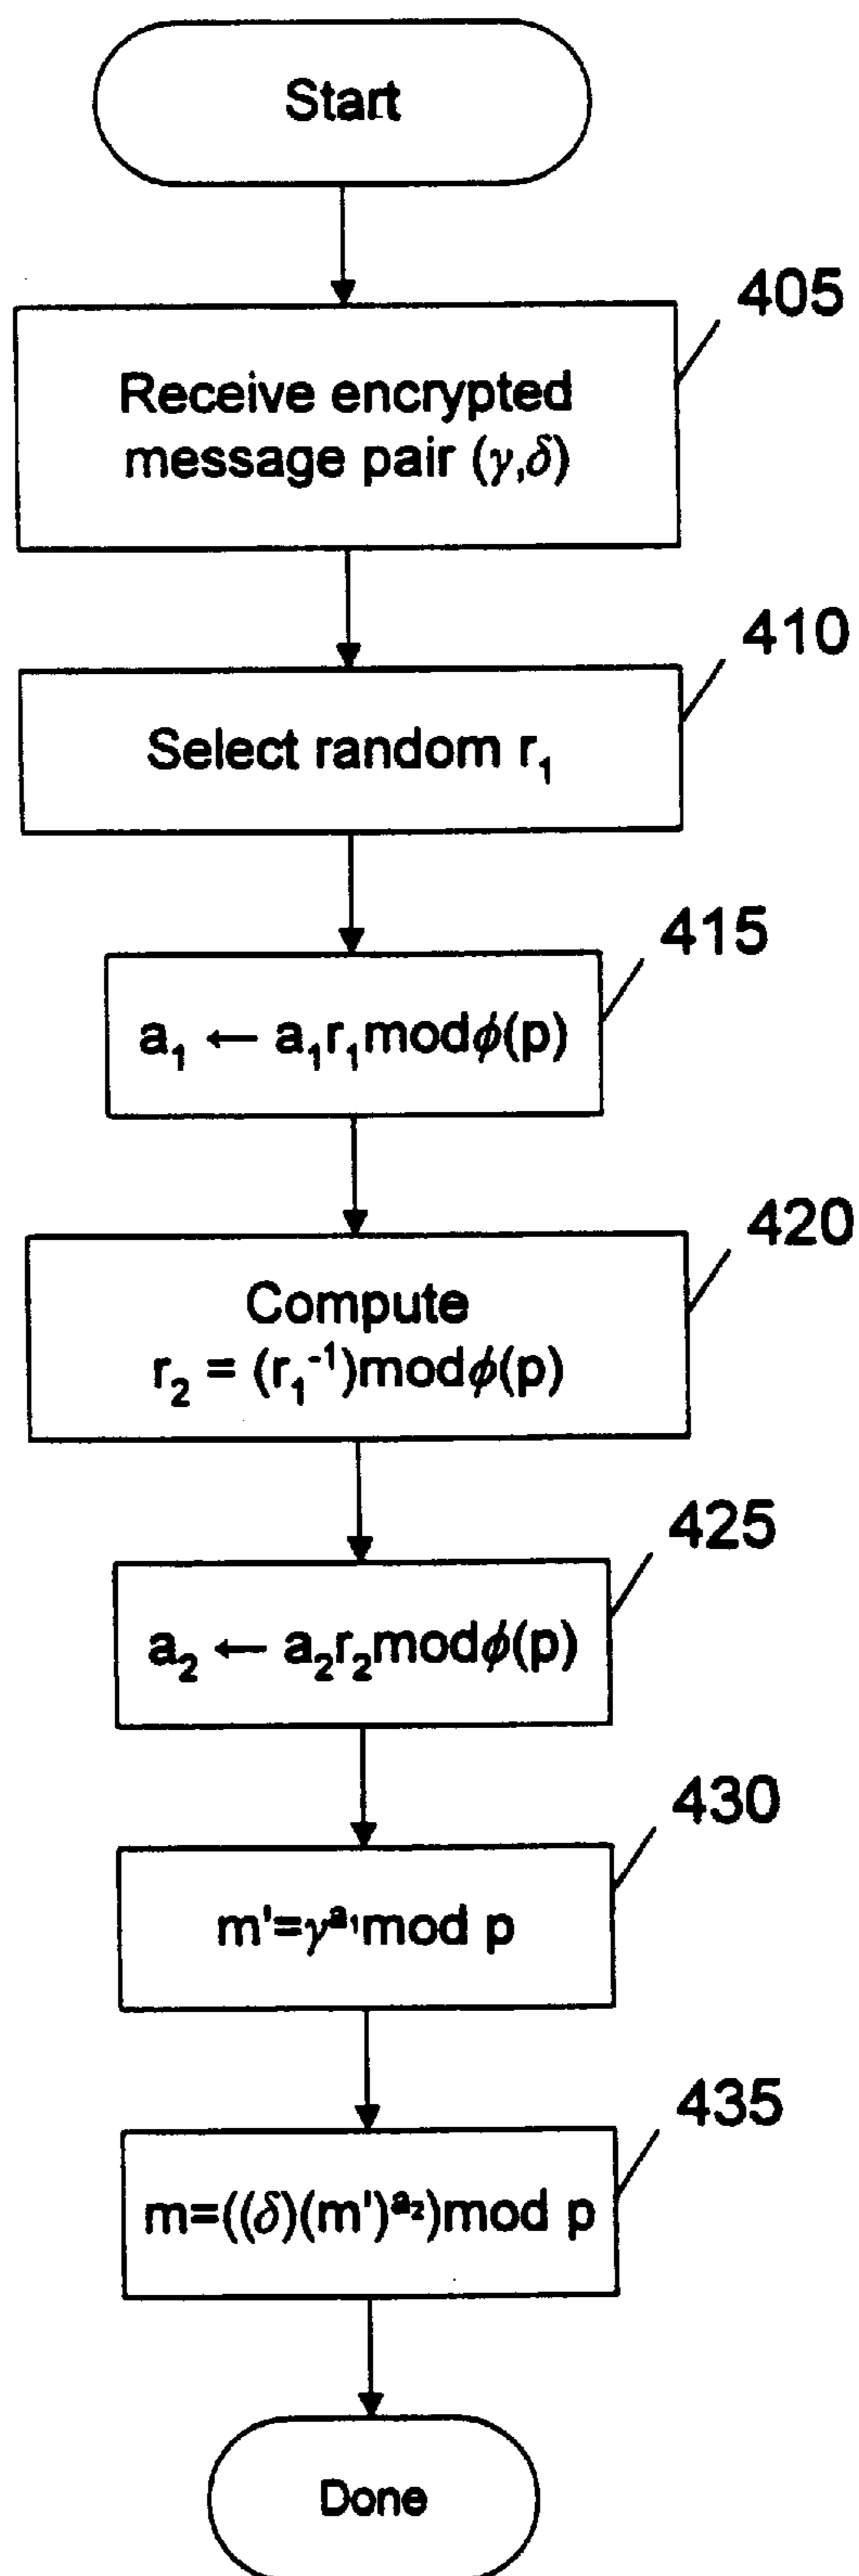 Start
405
Receive encrypted
message pair (γ,δ)
410
Select random r₁
415
a₁ ← a₁r₁modϕ(p)
420
Compute
r₂ = (r₁⁻¹)modϕ(p)
425
a₂ ← a₂r₂modϕ(p)
430
m'=γᵃ¹mod p
435
m=((δ)(m')ᵃ²)mod p
Done